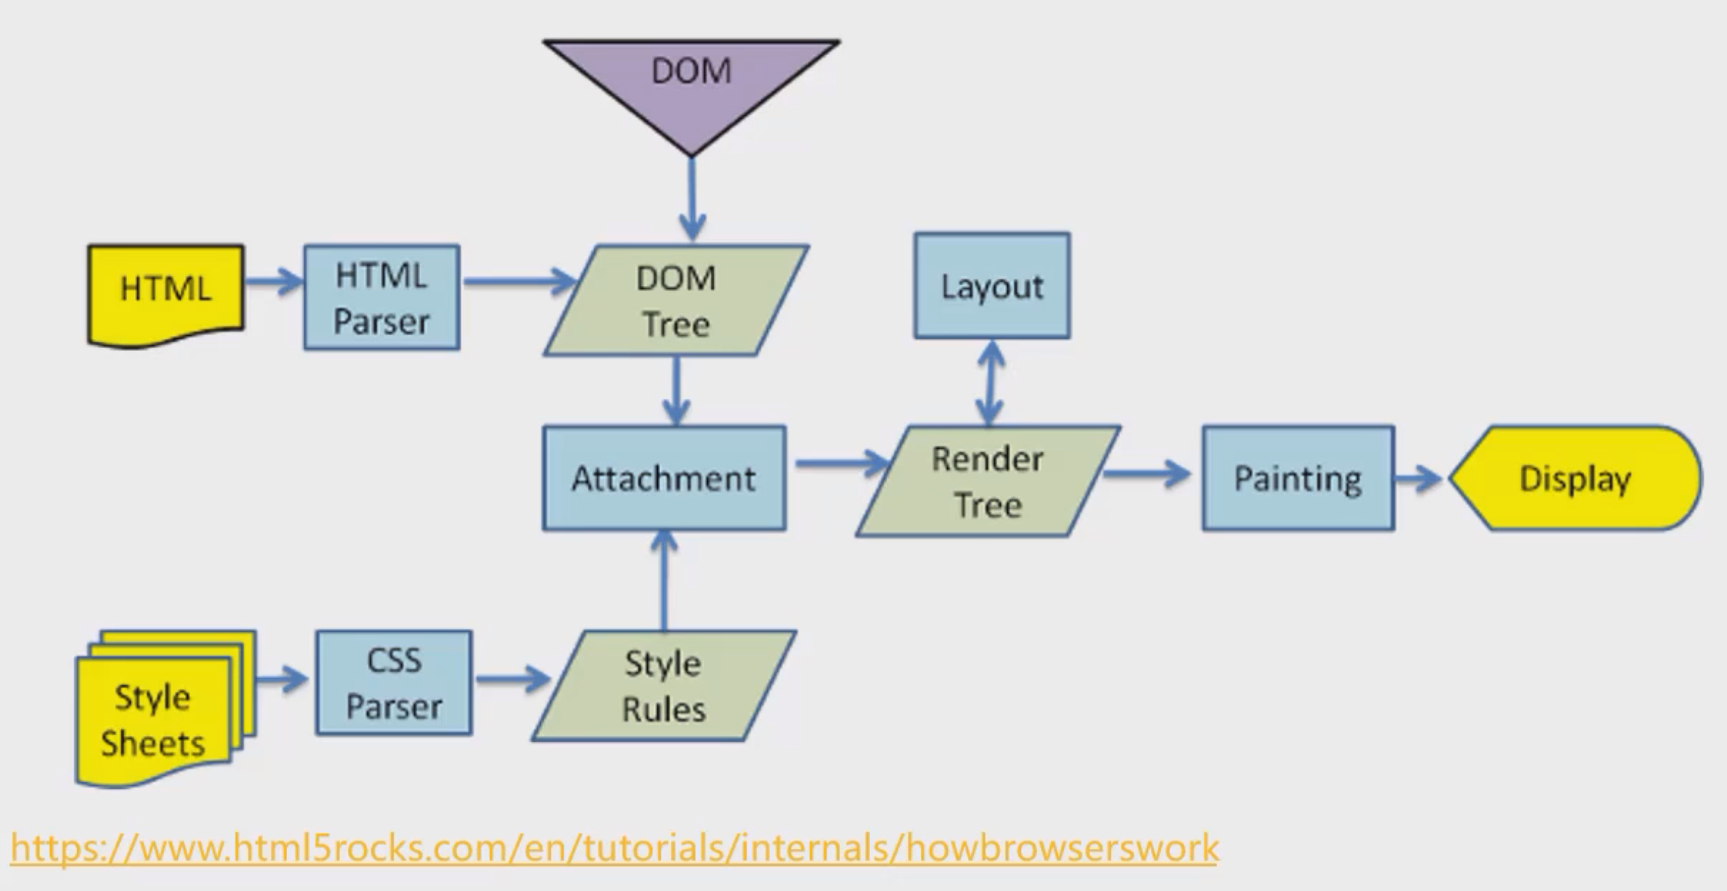 DOM
HTML
HTML
Parser
DOM
Tree
Layout
Attachment
Render
Tree
Painting
Display
Style
Sheets
CSS
Parser
Style
Rules
https://www.html5rocks.com/en/tutorials/internals/howbrowserswork